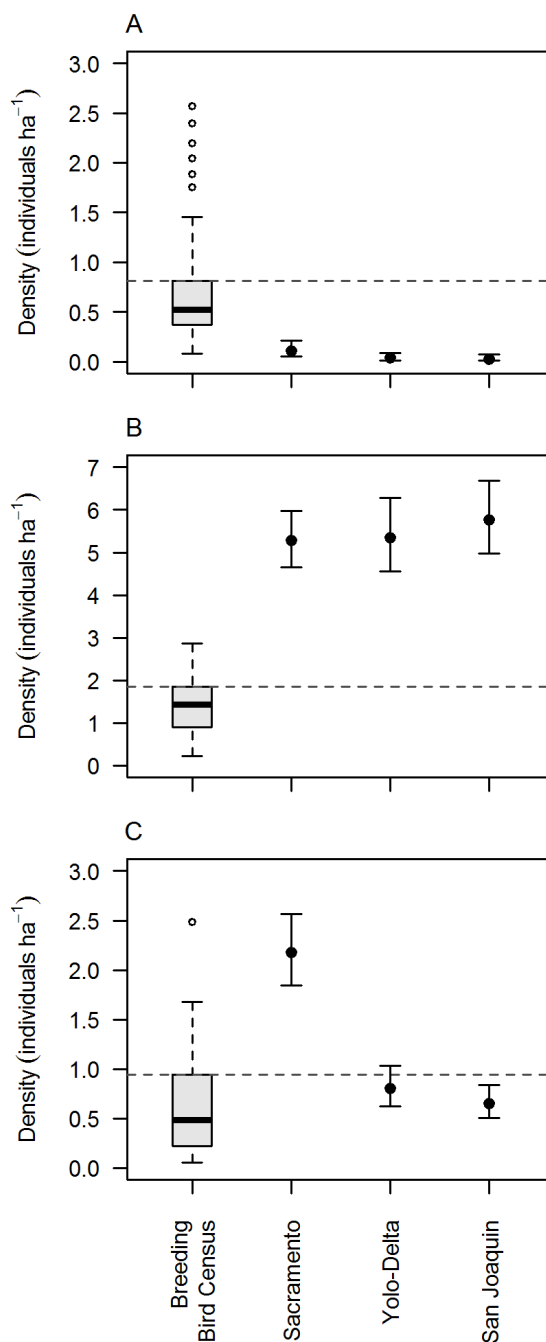 A
Density (individuals ha⁻¹)
3.0
2.5
2.0
1.5
1.0
0.5
0.0
B
Density (individuals ha⁻¹)
7
6
5
4
3
2
1
0
C
Density (individuals ha⁻¹)
3.0
2.5
2.0
1.5
1.0
0.5
0.0
Breeding
Bird Census
Sacramento
Yolo-Delta
San Joaquin